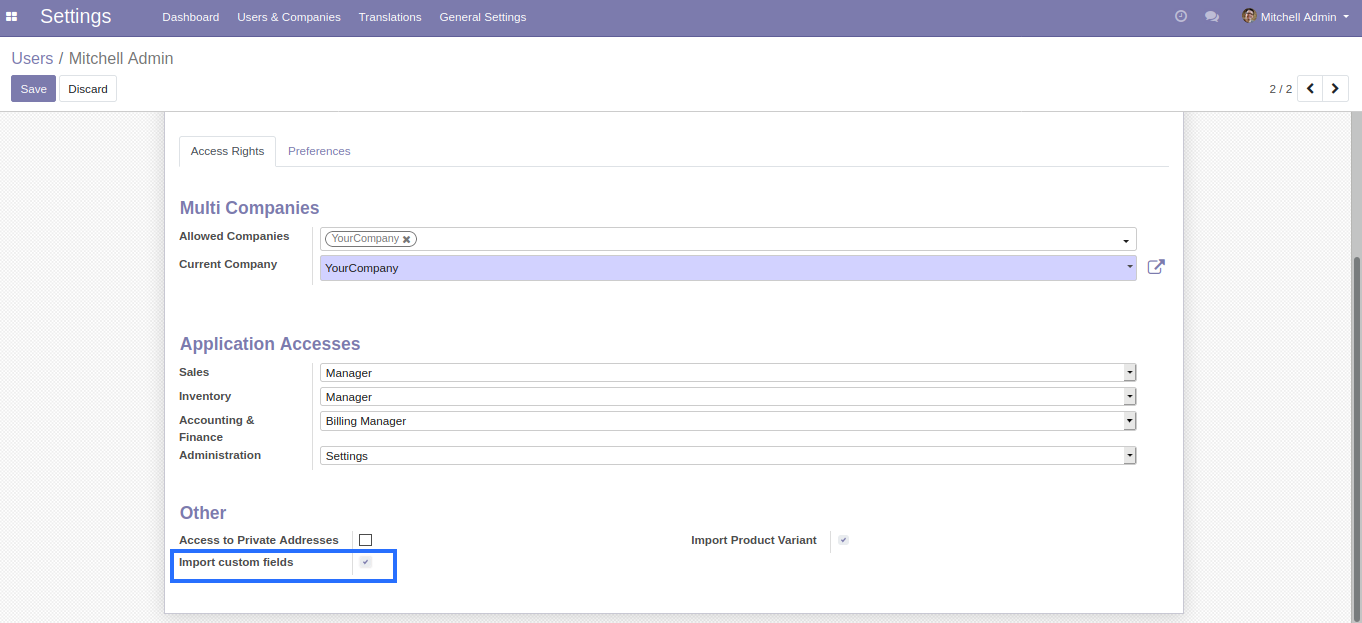 Settings Dashboard Users & Companies Translations General Settings Mitchell Admin
Users / Mitchell Admin
Save Discard 2 / 2
Access Rights Preferences
Multi Companies
Allowed Companies YourCompany
Current Company YourCompany
Application Accesses
Sales Manager
Inventory Manager
Accounting & Billing Manager
Finance
Administration Settings
Other
Access to Private Addresses Import Product Variant
Import custom fields